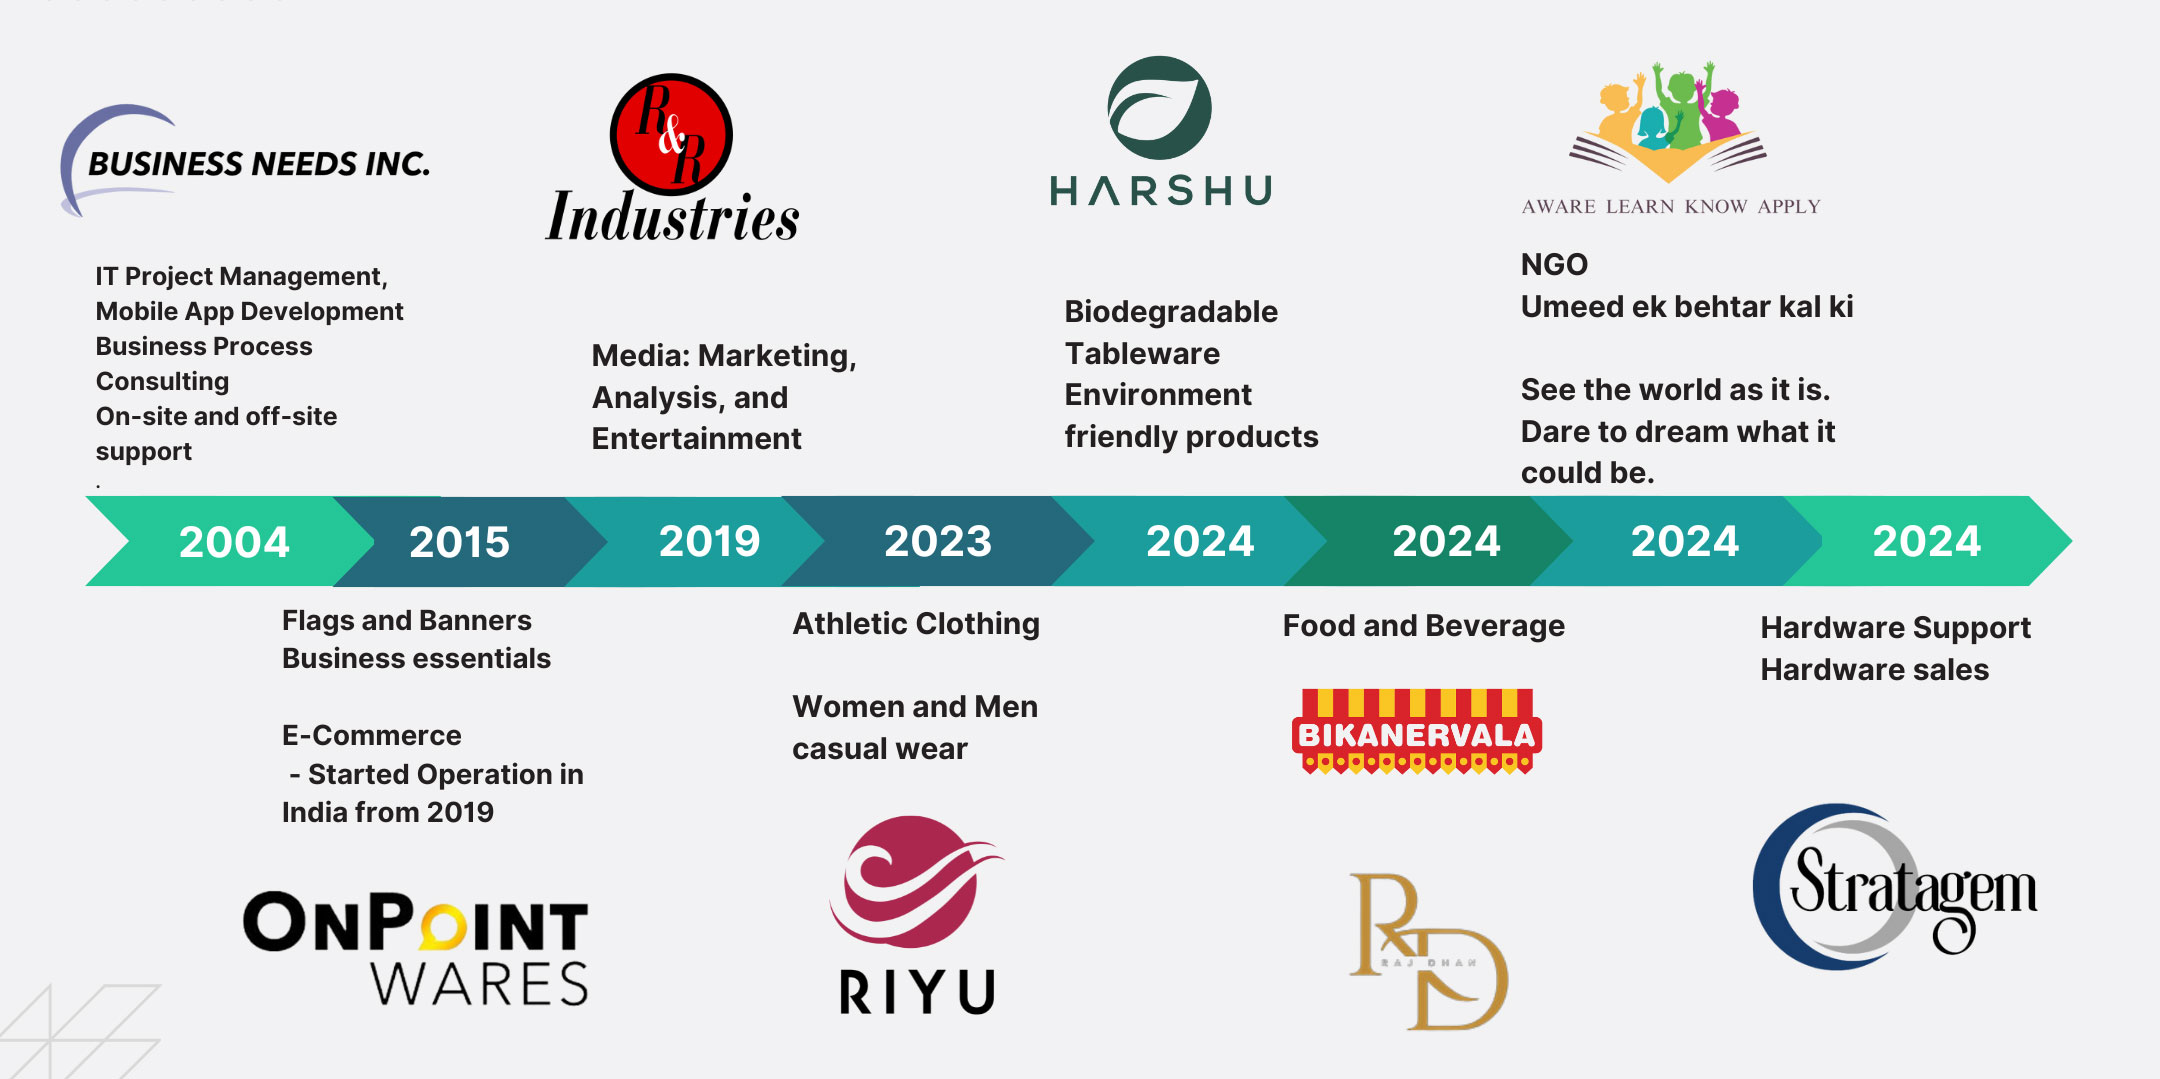 BUSINESS NEEDS INC.
IT Project Management,
Mobile App Development
Business Process
Consulting
On-site and off-site
support
.
R
&
R
Industries
Media: Marketing,
Analysis, and
Entertainment
HARSHU
Biodegradable
Tableware
Environment
friendly products
AWARE LEARN KNOW APPLY
NGO
Umeed ek behtar kal ki
See the world as it is.
Dare to dream what it
could be.
2004 2015 2019 2023 2024 2024 2024 2024
Flags and Banners
Business essentials
E-Commerce
- Started Operation in
India from 2019
ONPOINT
WARES
Athletic Clothing
Women and Men
casual wear
RIYU
Food and Beverage
BIKANERVALA
RD
RAJ DHAN
Hardware Support
Hardware sales
Stratagem